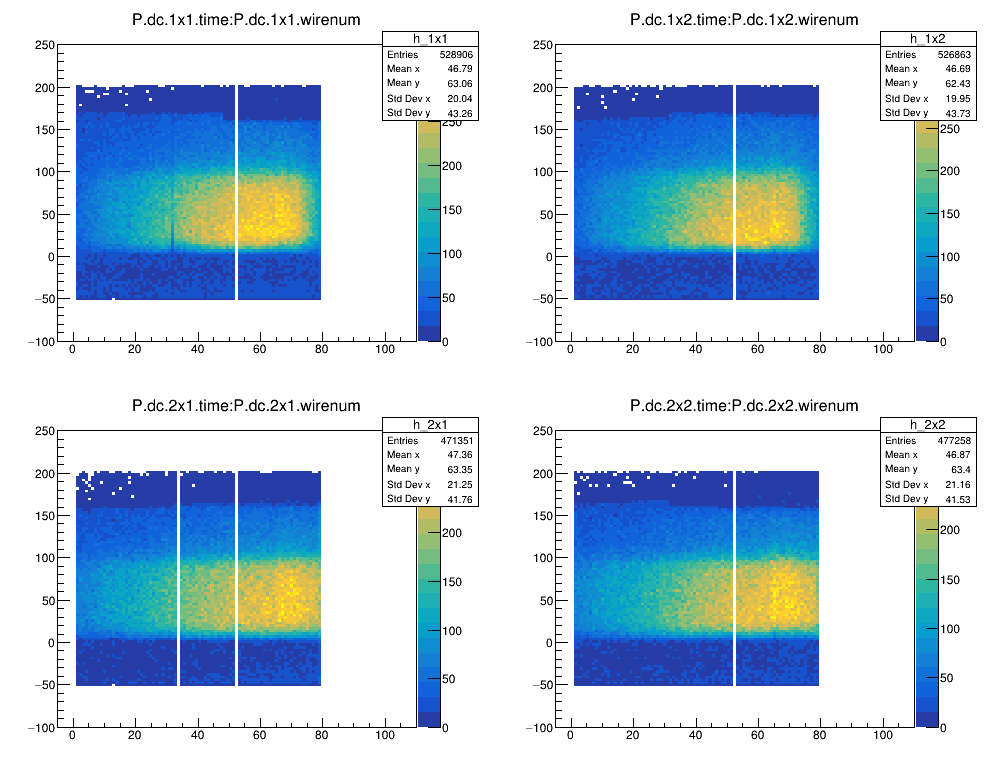 P.dc.1x1.time:P.dc.1x1.wirenum
h_1x1
Entries 528906
Mean x 46.79
Mean y 63.06
Std Dev x 20.04
Std Dev y 43.26
250
200
150
100
50
0
−50
−100
0 20 40 60 80 100
250
200
150
100
50
0
P.dc.1x2.time:P.dc.1x2.wirenum
h_1x2
Entries 526863
Mean x 46.69
Mean y 62.43
Std Dev x 19.95
Std Dev y 43.73
250
200
150
100
50
0
−50
−100
0 20 40 60 80 100
250
200
150
100
50
0
P.dc.2x1.time:P.dc.2x1.wirenum
h_2x1
Entries 471351
Mean x 47.36
Mean y 63.35
Std Dev x 21.25
Std Dev y 41.76
250
200
150
100
50
0
−50
−100
0 20 40 60 80 100
200
150
100
50
0
P.dc.2x2.time:P.dc.2x2.wirenum
h_2x2
Entries 477258
Mean x 46.87
Mean y 63.4
Std Dev x 21.16
Std Dev y 41.53
250
200
150
100
50
0
−50
−100
0 20 40 60 80 100
200
150
100
50
0